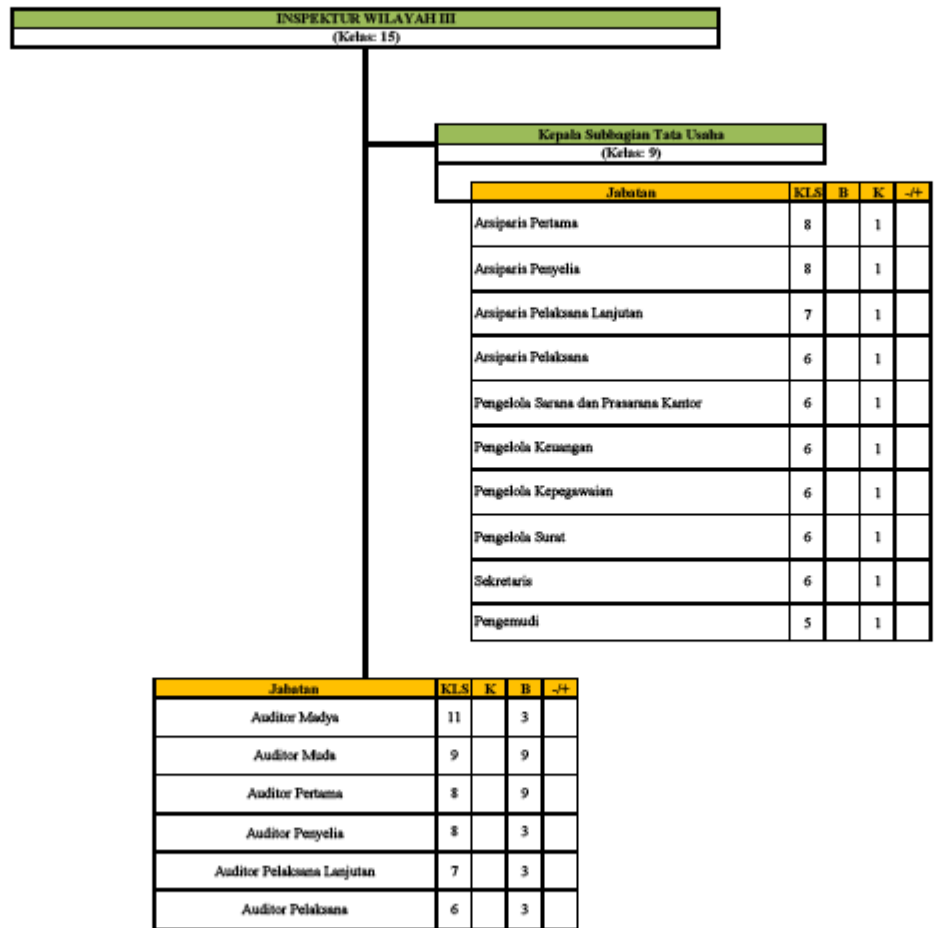 INSPEKTUR WILAYAH III
(Kelas: 15)
Kepala Subbagian Tata Usaha
(Kelas: 9)
Jabatan KLS B K -/+
Arsiparis Pertama 8 1
Arsiparis Penyelia 8 1
Arsiparis Pelaksana Lanjutan 7 1
Arsiparis Pelaksana 6 1
Pengelola Sarana dan Prasarana Kantor 6 1
Pengelola Keuangan 6 1
Pengelola Kepegawaian 6 1
Pengelola Surat 6 1
Sekretaris 6 1
Pengemudi 5 1
Jabatan KLS K B -/+
Auditor Madya 11 3
Auditor Muda 9 9
Auditor Pertama 8 9
Auditor Penyelia 8 3
Auditor Pelaksana Lanjutan 7 3
Auditor Pelaksana 6 3